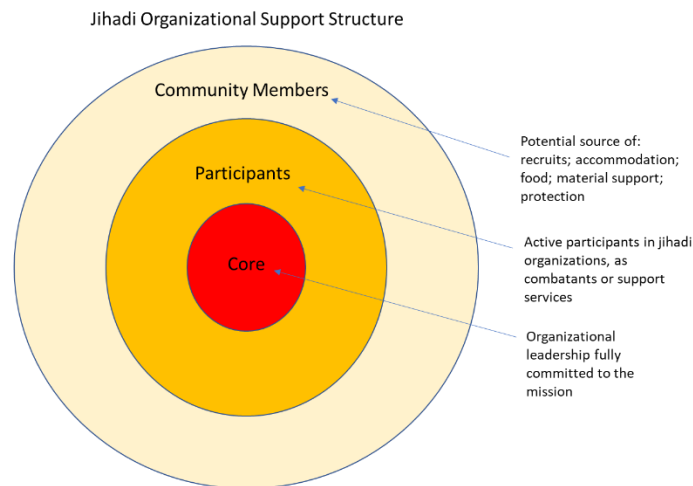 Jihadi Organizational Support Structure
Community Members
Potential source of:
recruits; accommodation;
food; material support;
protection
Participants
Active participants in jihadi
organizations, as
combatants or support
services
Core
Organizational
leadership fully
committed to the
mission